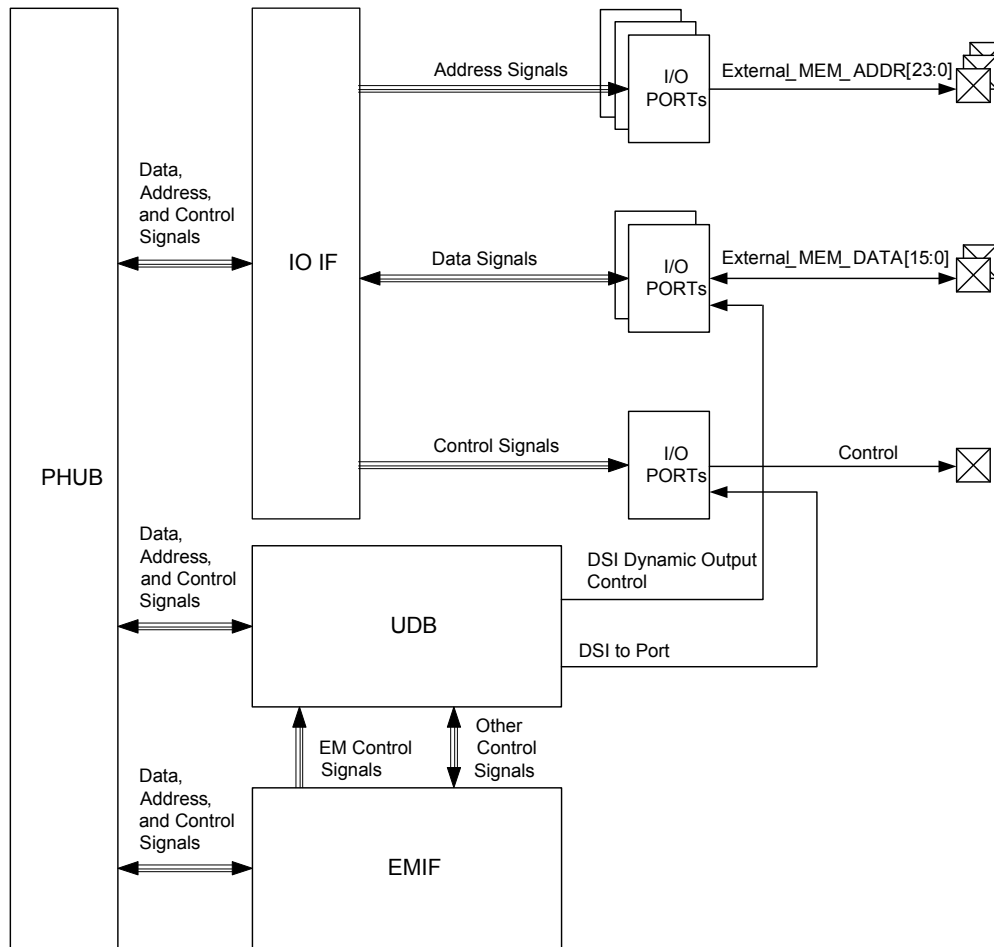 Address Signals
I/O
PORTs
External_MEM_ADDR[23:0]
Data,
Address,
and Control
Signals
IO IF
Data Signals
I/O
PORTs
External_MEM_DATA[15:0]
Control Signals
I/O
PORTs
Control
PHUB
Data,
Address,
and Control
Signals
UDB
DSI Dynamic Output
Control
DSI to Port
EM Control
Signals
Other
Control
Signals
Data,
Address,
and Control
Signals
EMIF